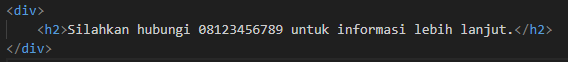 <div>
    <h2>Silahkan hubungi 08123456789 untuk informasi lebih lanjut.</h2>
</div>